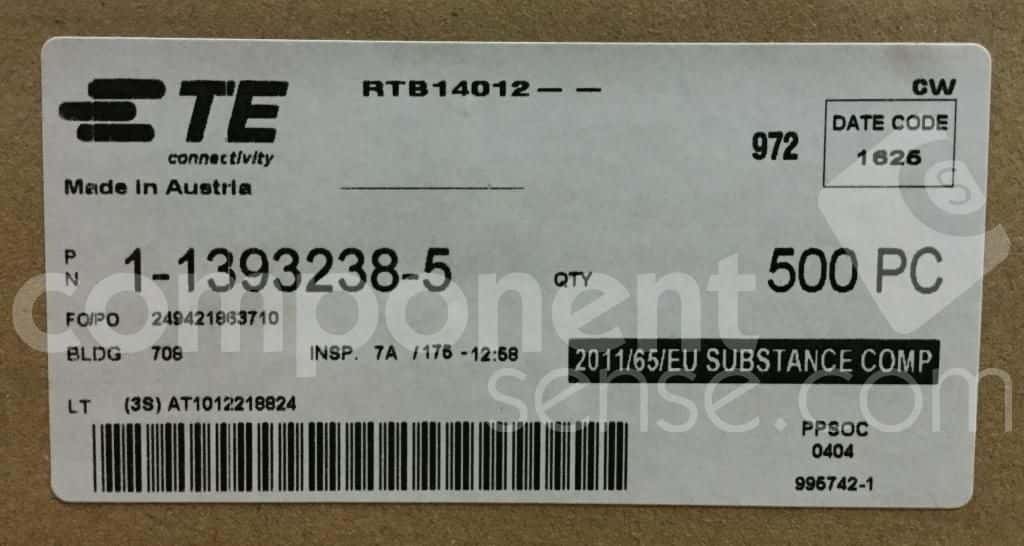 TE
connectivity
RTB14012-- 
CW
972
DATE CODE
1626
Made in Austria
PN 1-1393238-5
QTY 500 PC
FO/PO 249421863710
BLDG 708
INSP. 7A /176 -12:58
2011/65/EU SUBSTANCE COMP
LT (3S) AT1012218824
PPSOC
0404
996742-1
component
sense.com
S